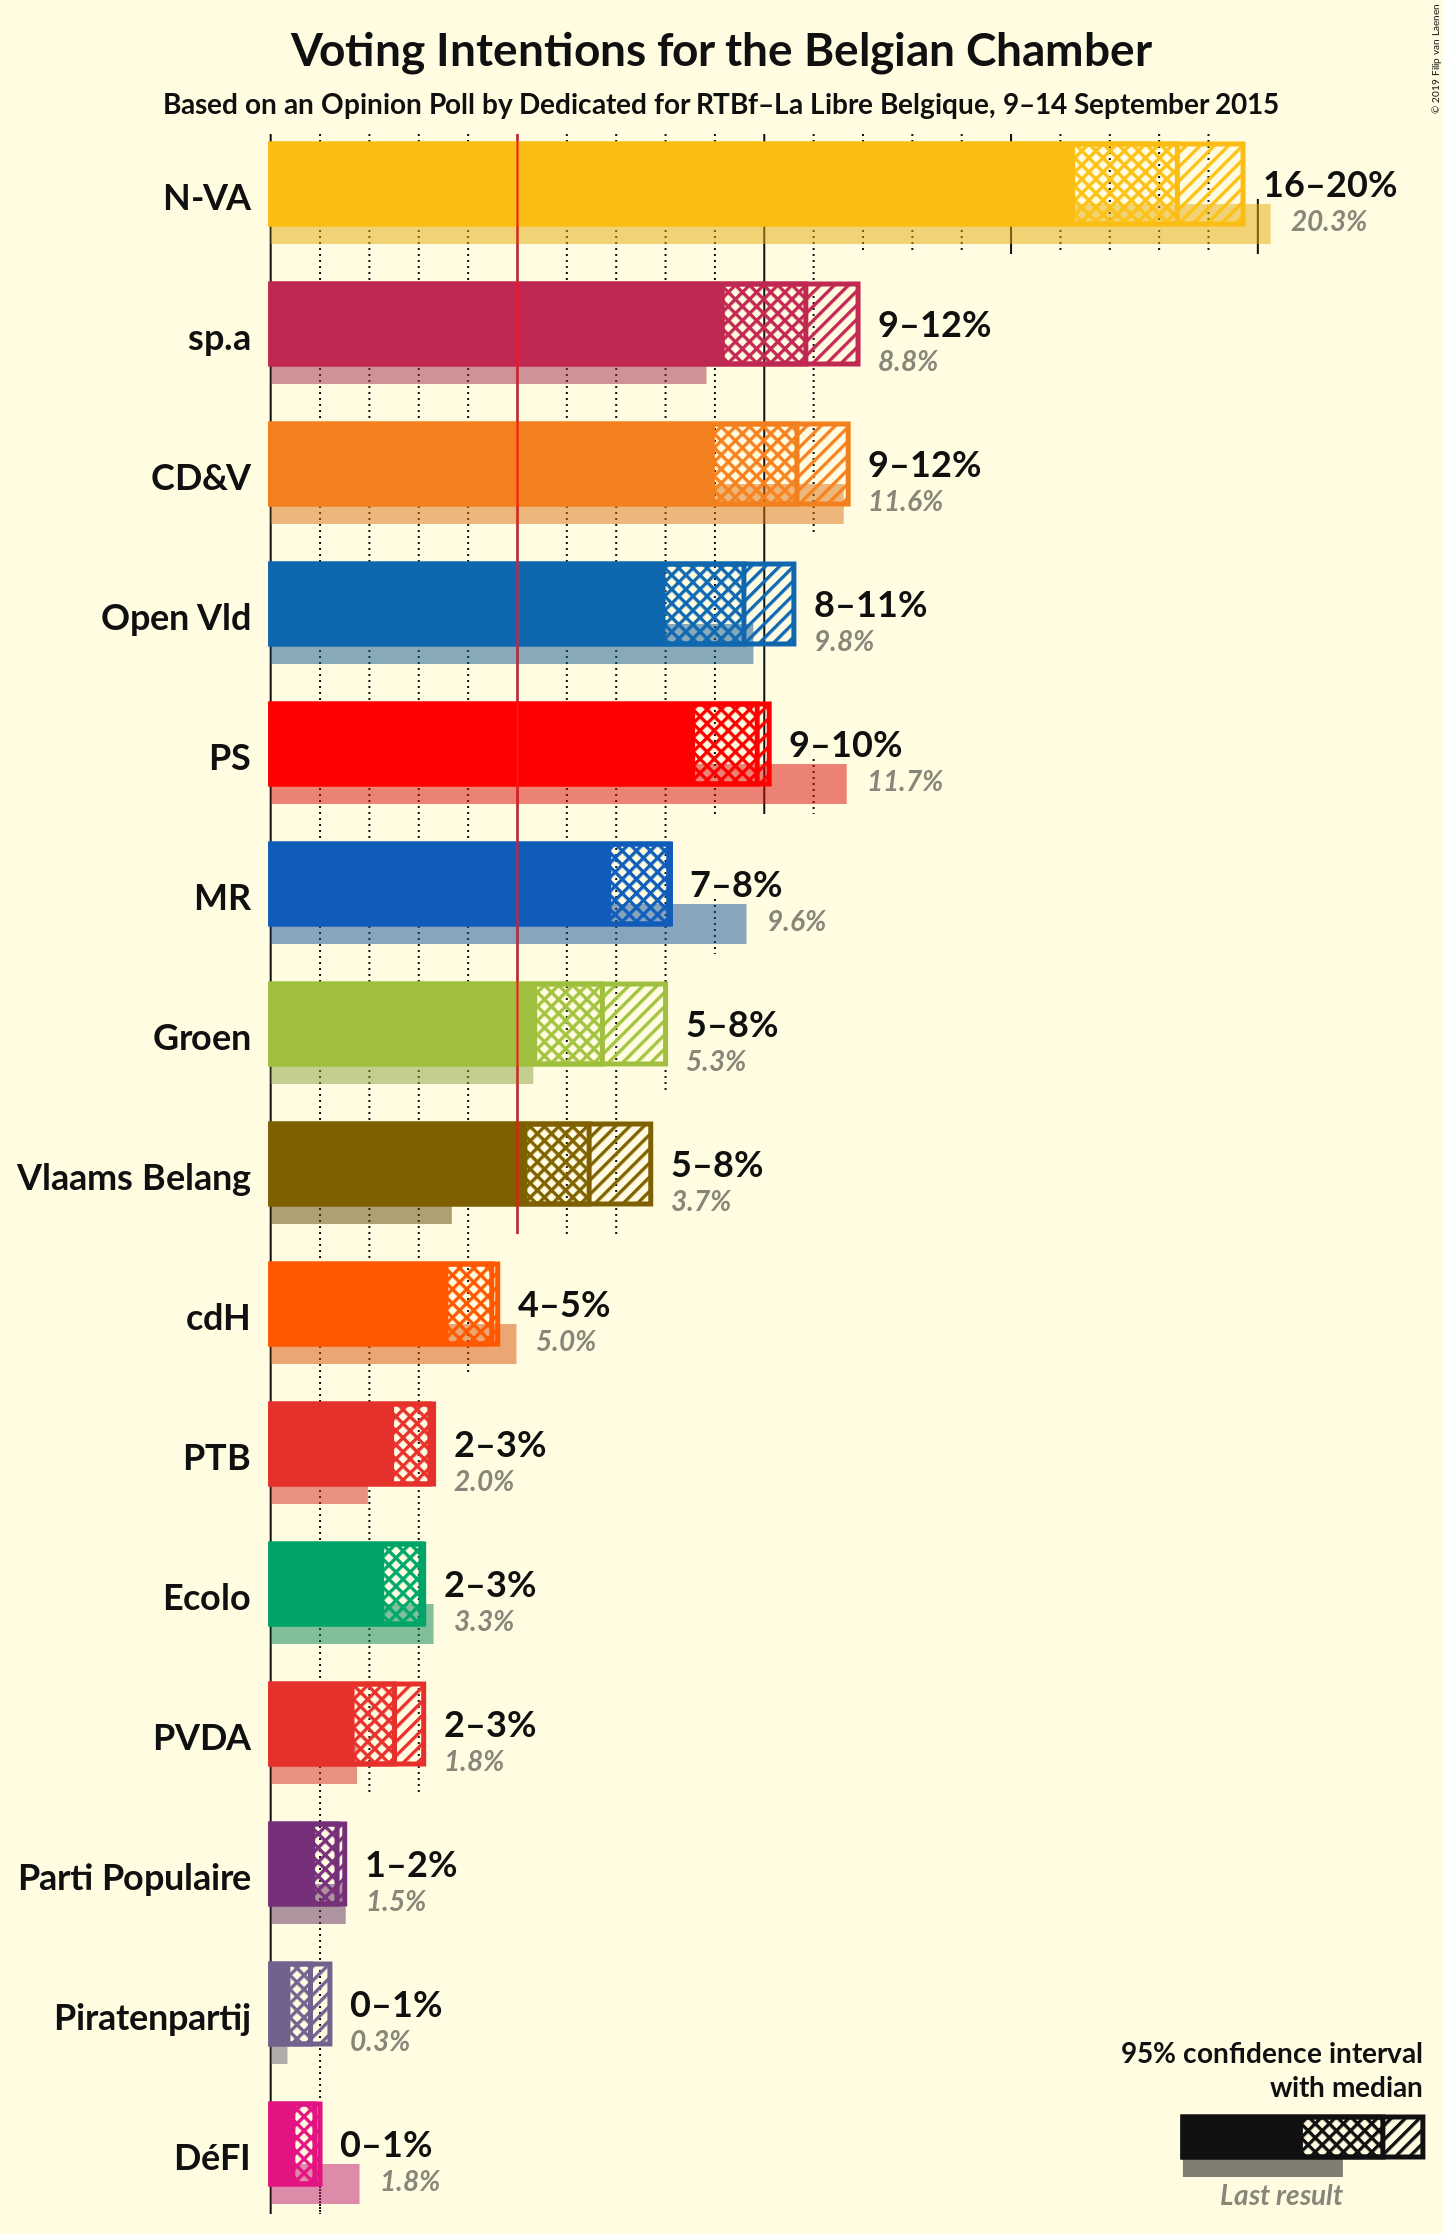 Voting Intentions for the Belgian Chamber
Based on an Opinion Poll by Dedicated for RTBf–La Libre Belgique, 9–14 September 2015
© 2019 Filip van Laenen
N-VA
16–20%
20.3%
sp.a
9–12%
8.8%
CD&V
9–12%
11.6%
Open Vld
8–11%
9.8%
PS
9–10%
11.7%
MR
7–8%
9.6%
Groen
5–8%
5.3%
Vlaams Belang
5–8%
3.7%
cdH
4–5%
5.0%
PTB
2–3%
2.0%
Ecolo
2–3%
3.3%
PVDA
2–3%
1.8%
Parti Populaire
1–2%
1.5%
Piratenpartij
0–1%
0.3%
DéFI
0–1%
1.8%
95% confidence interval
with median
Last result